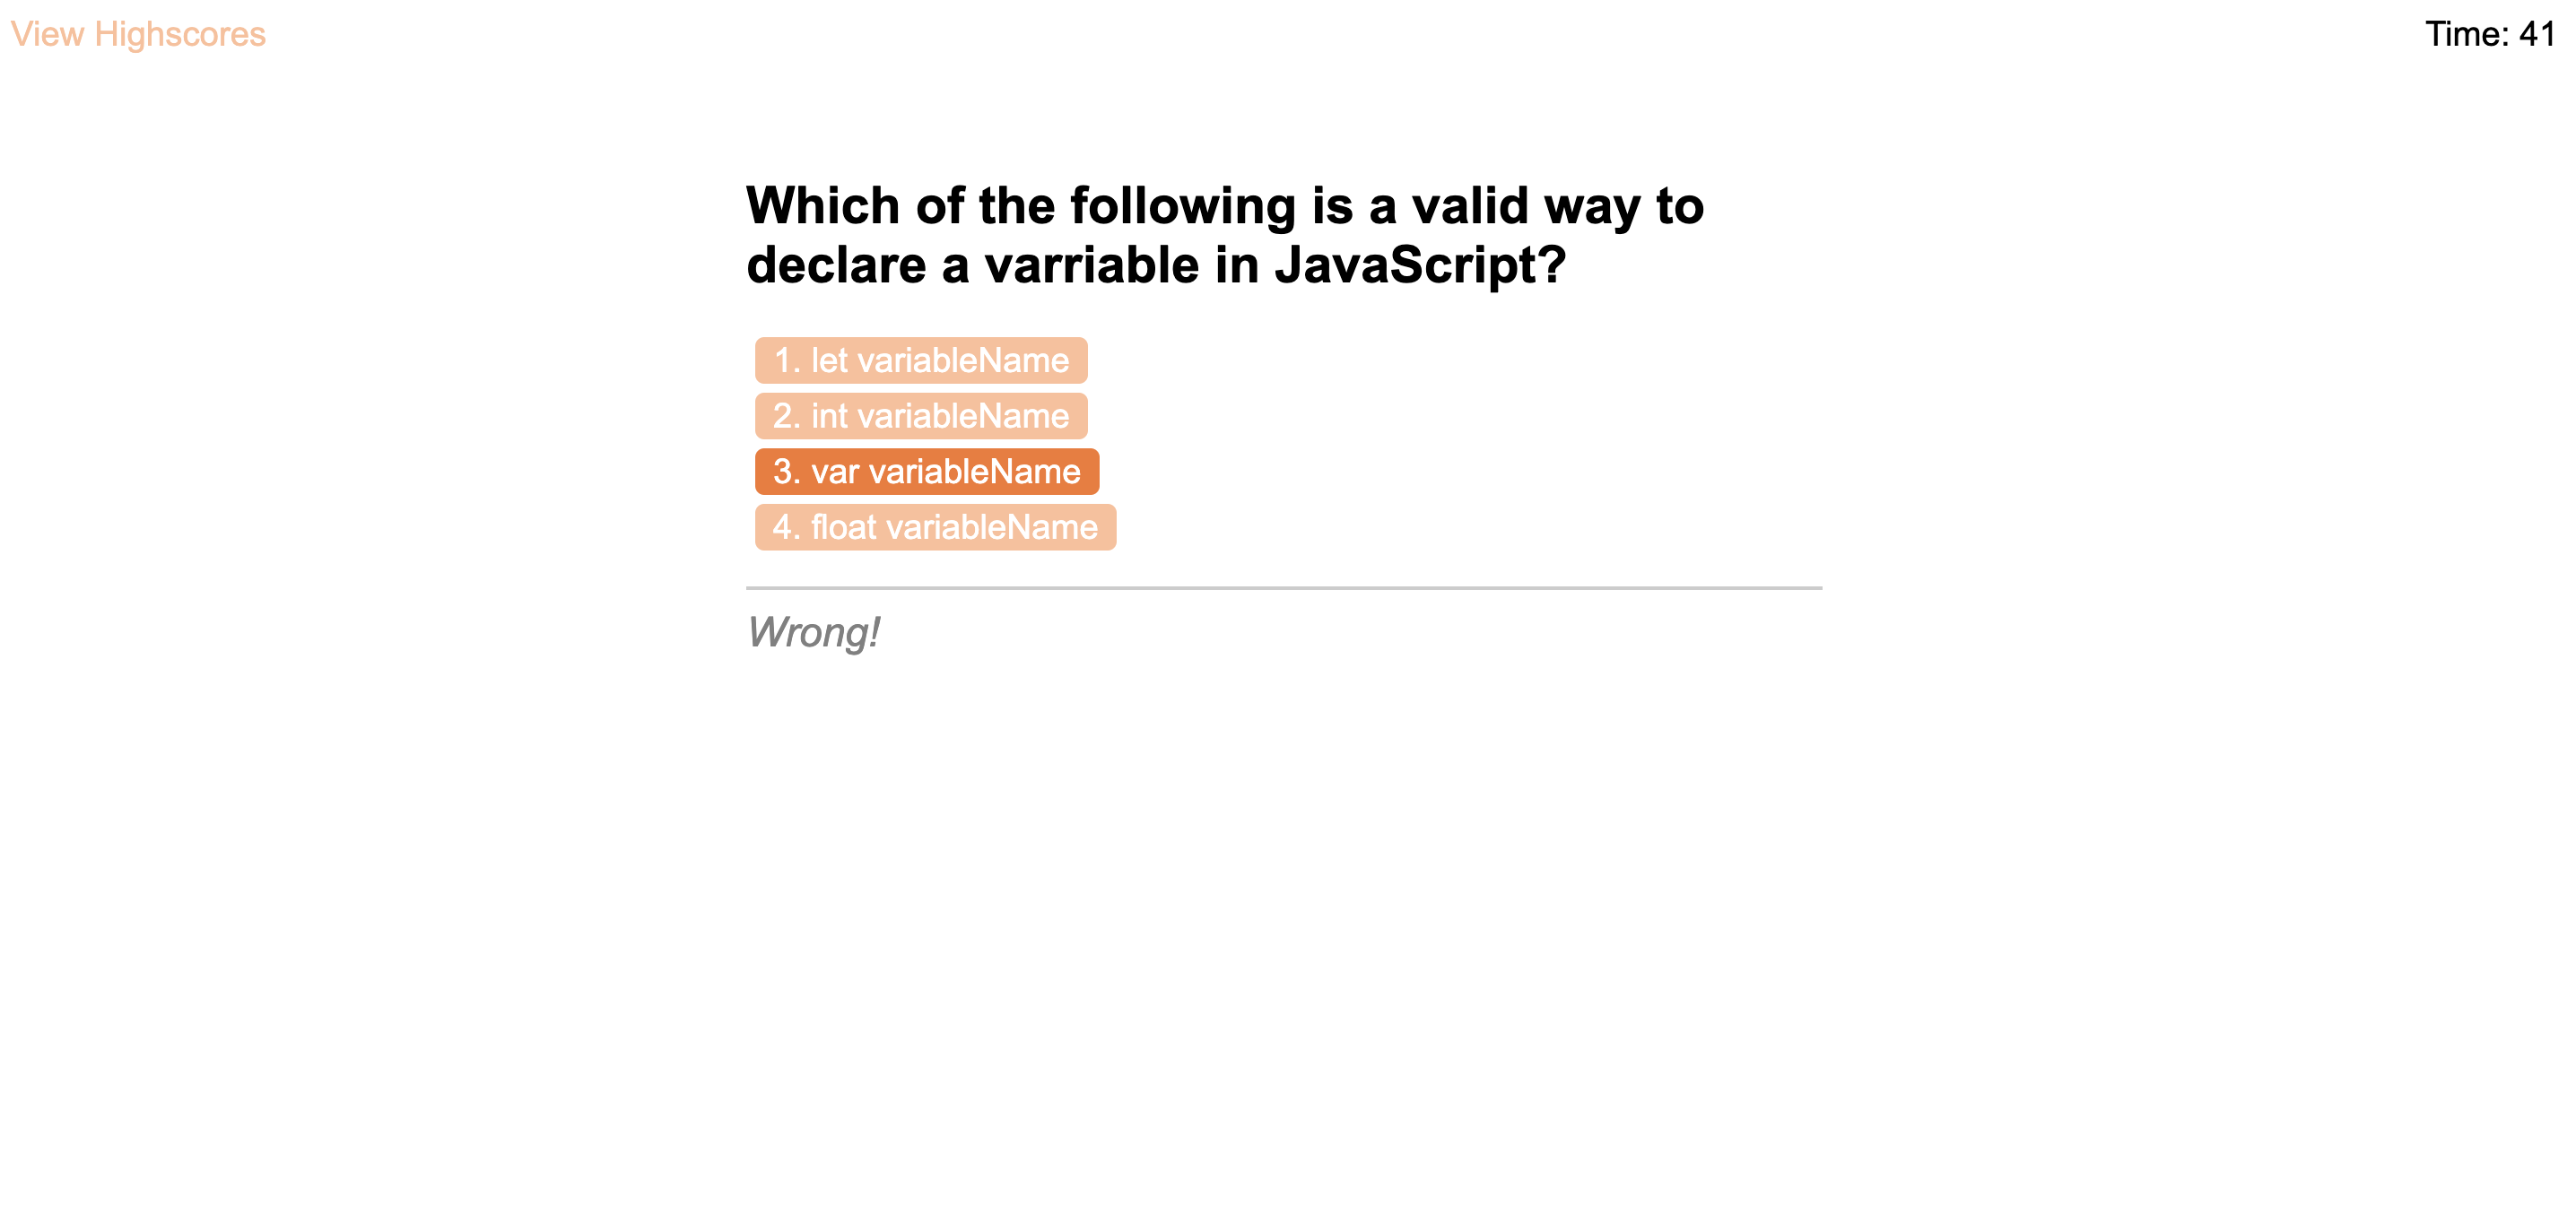 View Highscores
Time: 41
Which of the following is a valid way to
declare a varriable in JavaScript?
1. let variableName
2. int variableName
3. var variableName
4. float variableName
Wrong!